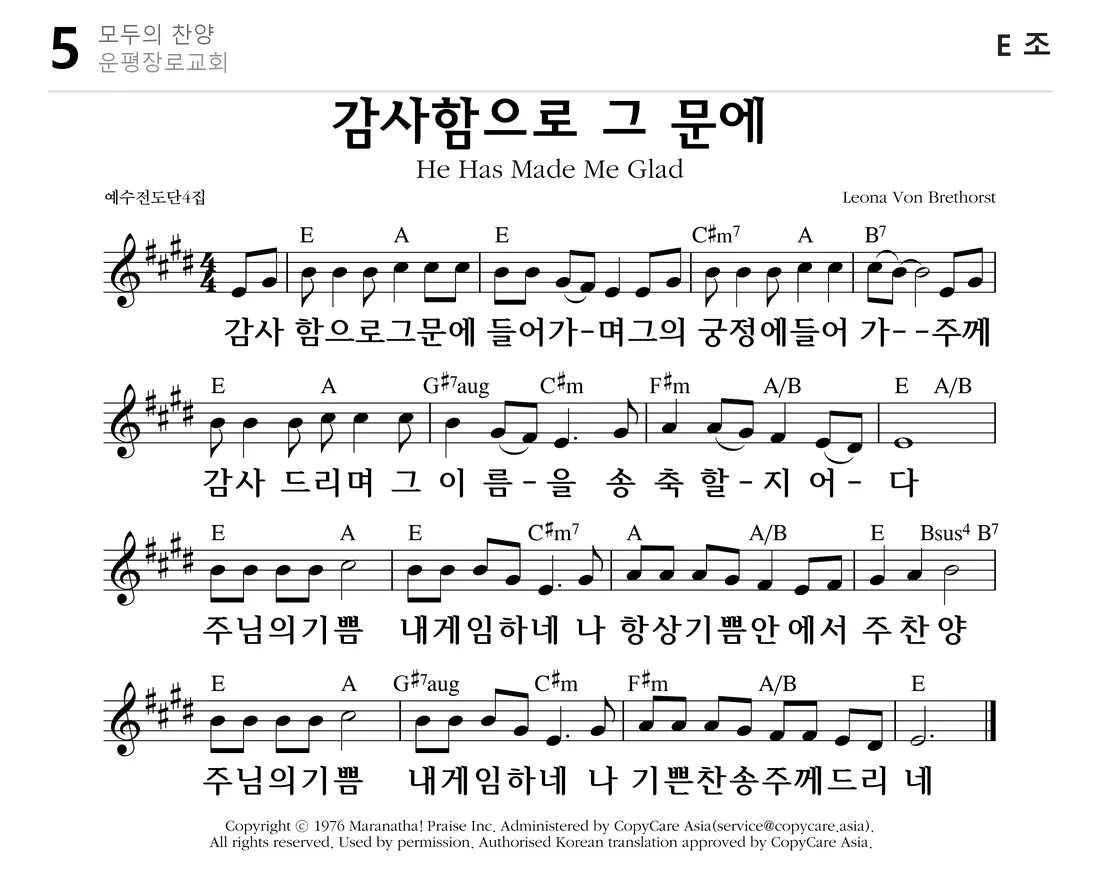 5 모두의 찬양
운평장로교회
E 조
감사함으로 그 문에
He Has Made Me Glad
예수전도단4집
Leona Von Brethorst
E A E C#m7 A B7
감사 함으로그문에 들어가-며그의 궁정에들어 가- -주께
E A G#7aug C#m F#m A/B E A/B
감사 드리며 그 이 름-을 송 축 할-지 어- 다
E A E C#m7 A A/B E Bsus4 B7
주님의기쁨 내게임하네 나 항상기쁨안에서 주찬양
E A G#7aug C#m F#m A/B E
주님의기쁨 내게임하네 나 기쁜찬송주께드리 네
Copyright ⓒ 1976 Maranatha! Praise Inc. Administered by CopyCare Asia(service@copycare.asia).
All rights reserved. Used by permission. Authorised Korean translation approved by CopyCare Asia.